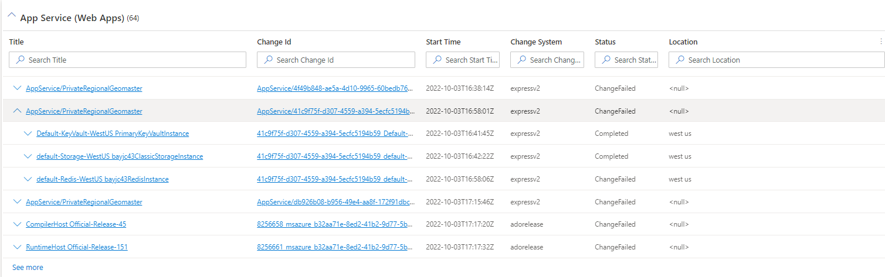 App Service (Web Apps) (64)
Title Change Id Start Time Change System Status Location
Search Title Search Change Id Search Start Ti... Search Chang... Search Stat... Search Location
AppService/PrivateRegionalGeomaster AppService/4f49b848-ae5a-4d10-9965-60bedb76... 2022-10-03T16:38:14Z expressv2 ChangeFailed <null>
AppService/PrivateRegionalGeomaster AppService/41c9f75f-d307-4559-a394-5ecfc5194b... 2022-10-03T16:58:01Z expressv2 ChangeFailed <null>
Default-KeyVault-WestUS PrimaryKeyVaultInstance 41c9f75f-d307-4559-a394-5ecfc5194b59_Default-... 2022-10-03T16:41:45Z expressv2 Completed west us
default-Storage-WestUS bayjc43ClassicStorageInstance 41c9f75f-d307-4559-a394-5ecfc5194b59_default-... 2022-10-03T16:42:22Z expressv2 Completed west us
default-Redis-WestUS bayjc43RedisInstance 41c9f75f-d307-4559-a394-5ecfc5194b59_default-... 2022-10-03T16:58:06Z expressv2 ChangeFailed west us
AppService/PrivateRegionalGeomaster AppService/db926b08-b956-49e4-aa8f-172f91dbc... 2022-10-03T17:15:46Z expressv2 ChangeFailed <null>
CompilerHost Official-Release-45 8256658_msazure_b32aa71e-8ed2-41b2-9d77-5b... 2022-10-03T17:17:20Z adorelease ChangeFailed <null>
RuntimeHost Official-Release-151 8256661_msazure_b32aa71e-8ed2-41b2-9d77-5b... 2022-10-03T17:17:32Z adorelease ChangeFailed <null>
See more